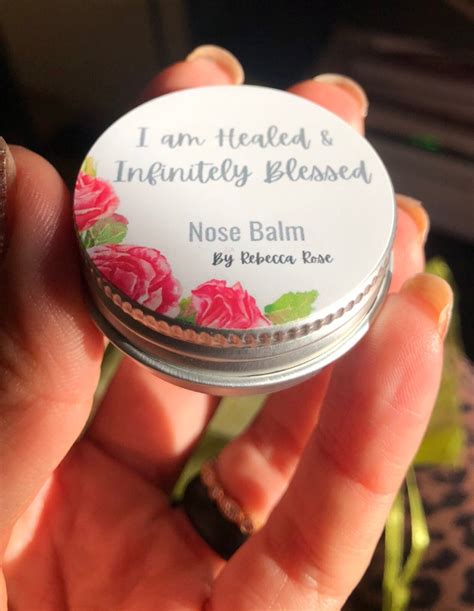 I am Healed &
Infinitely Blessed
Nose Balm
By Rebecca Rose